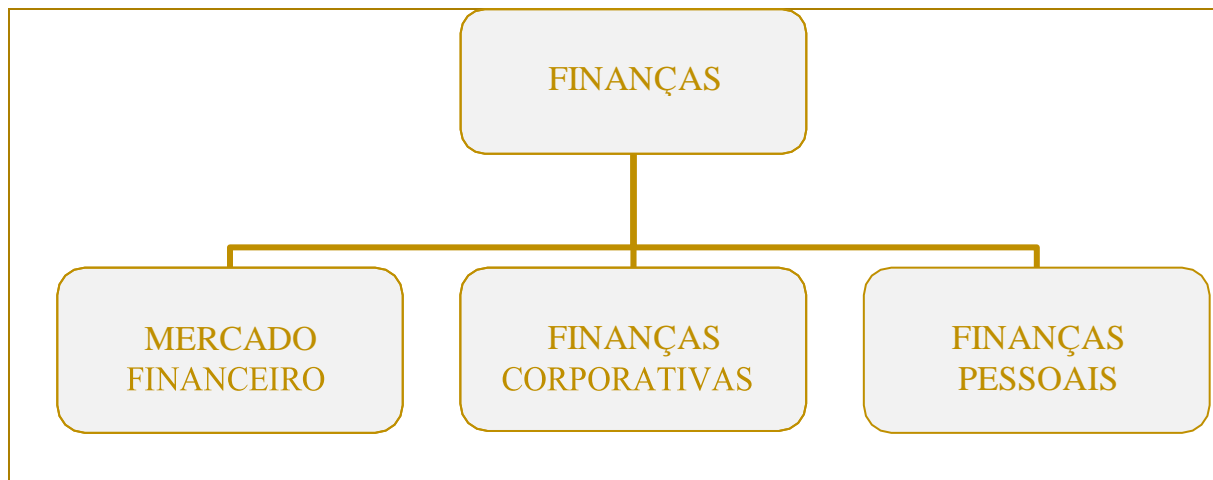 FINANÇAS
MERCADO
FINANCEIRO
FINANÇAS
CORPORATIVAS
FINANÇAS
PESSOAIS